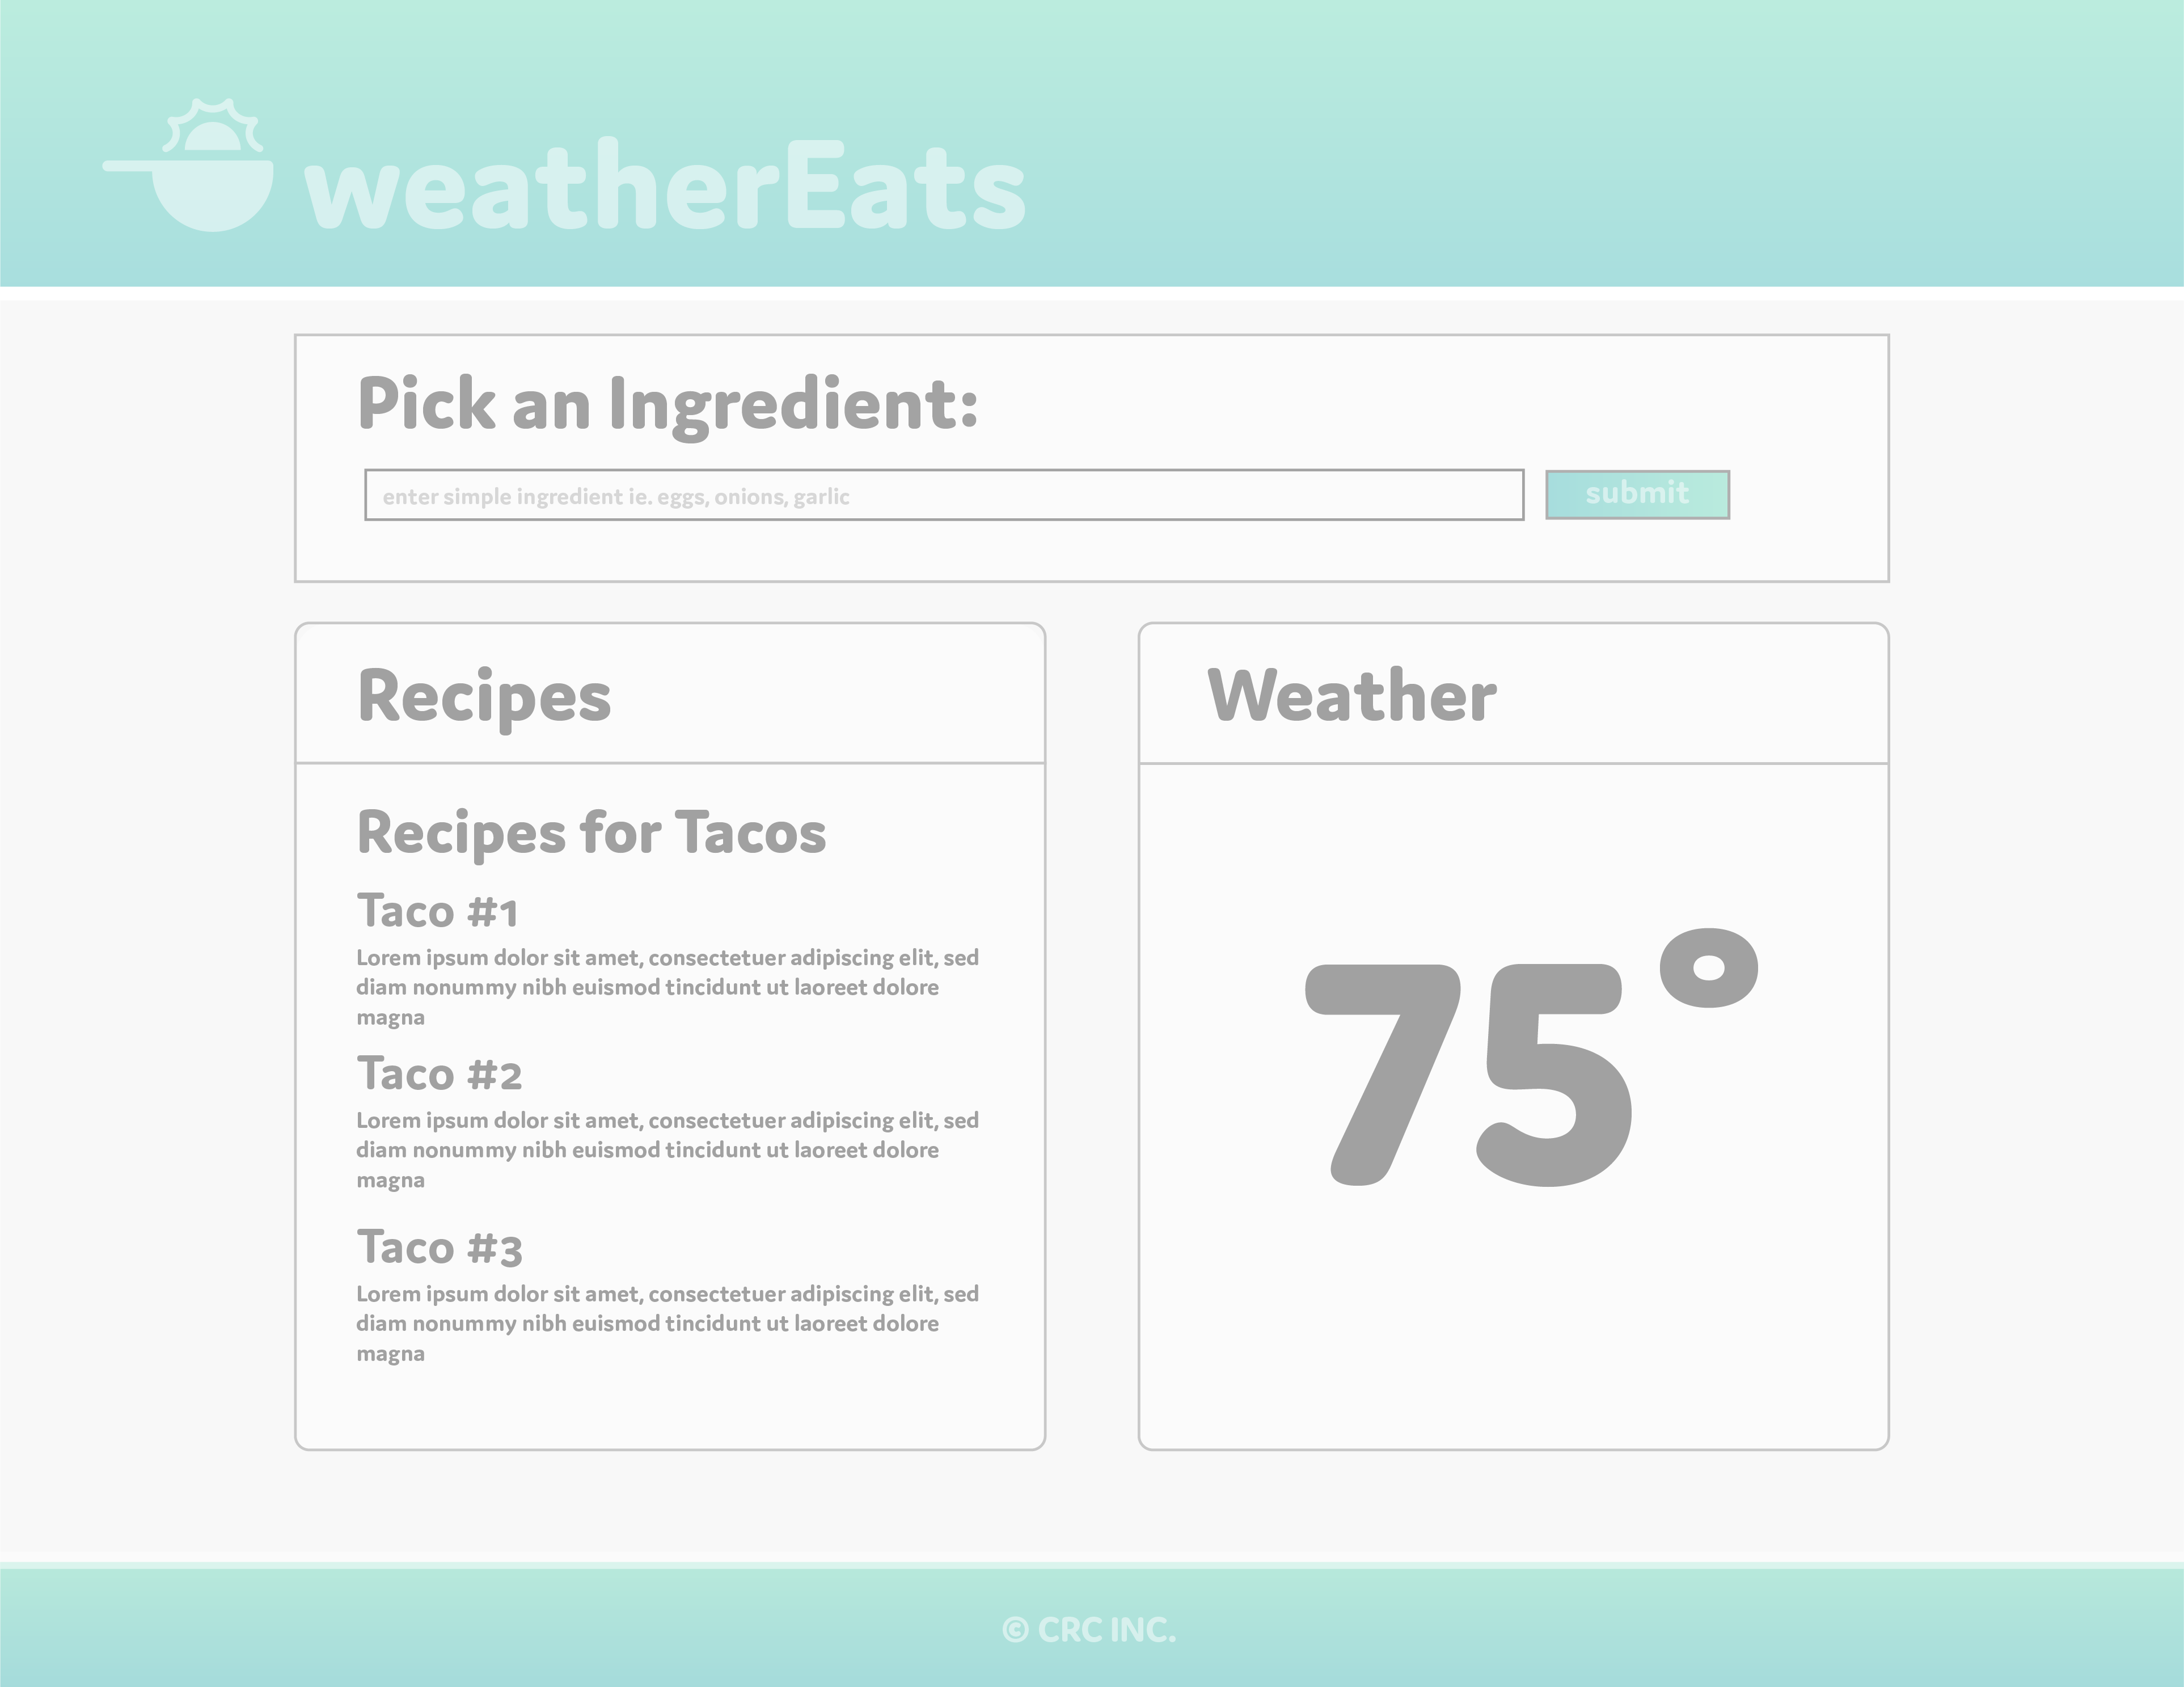 weatherEats
Pick an Ingredient:
enter simple ingredient ie. eggs, onions, garlic
submit
Recipes
Recipes for Tacos
Taco #1
Lorem ipsum dolor sit amet, consectetuer adipiscing elit, sed
diam nonummy nibh euismod tincidunt ut laoreet dolore
magna
Taco #2
Lorem ipsum dolor sit amet, consectetuer adipiscing elit, sed
diam nonummy nibh euismod tincidunt ut laoreet dolore
magna
Taco #3
Lorem ipsum dolor sit amet, consectetuer adipiscing elit, sed
diam nonummy nibh euismod tincidunt ut laoreet dolore
magna
Weather
75°
© CRC INC.